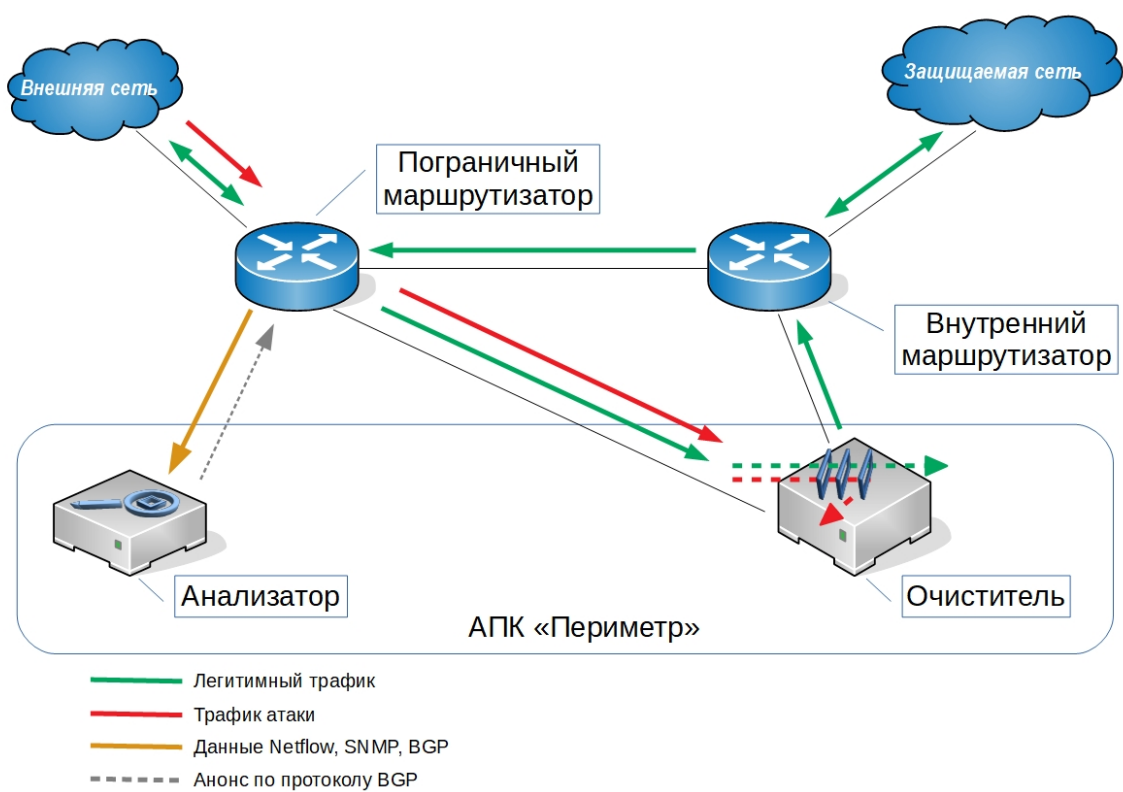 Внешняя сеть
Защищаемая сеть
Пограничный
маршрутизатор
Внутренний
маршрутизатор
Анализатор
Очиститель
АПК «Периметр»
Легитимный трафик
Трафик атаки
Данные Netflow, SNMP, BGP
Анонс по протоколу BGP